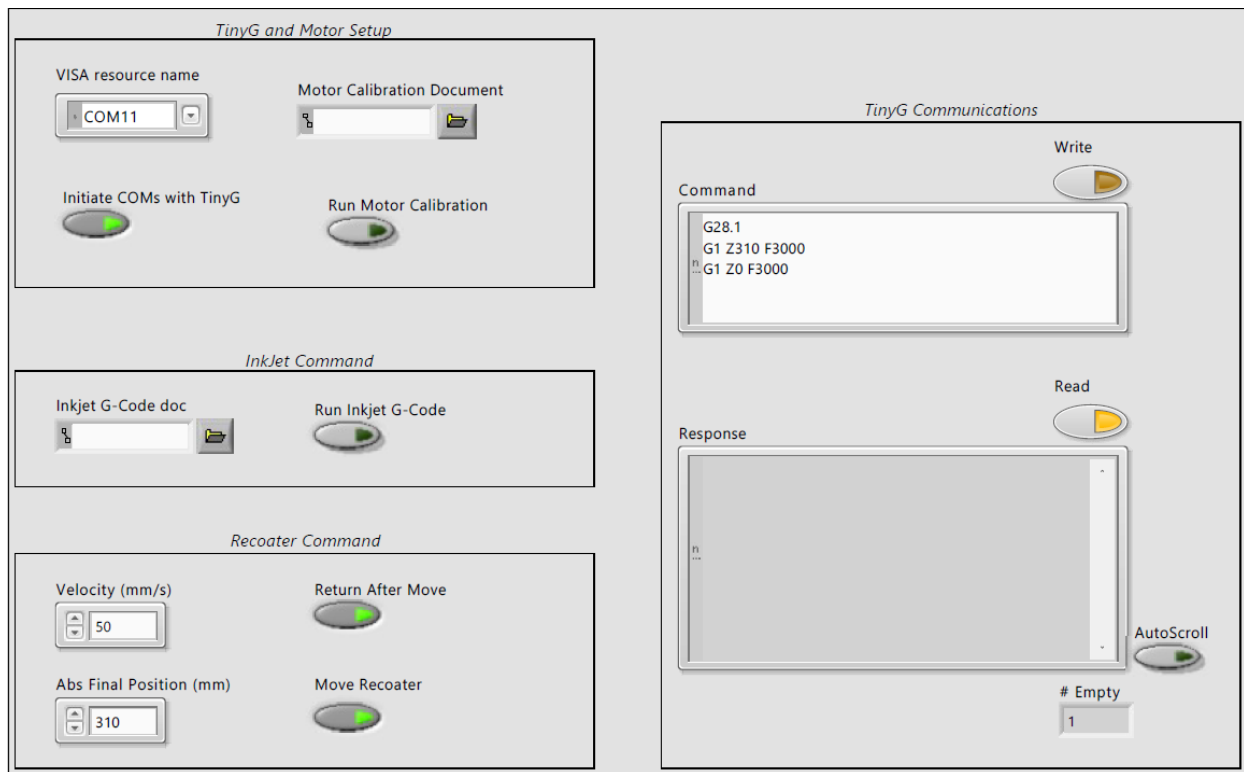 TinyG and Motor Setup
VISA resource name
COM11
Motor Calibration Document
Initiate COMs with TinyG
Run Motor Calibration
InkJet Command
Inkjet G-Code doc
Run Inkjet G-Code
Recoater Command
Velocity (mm/s)
50
Return After Move
Abs Final Position (mm)
310
Move Recoater
TinyG Communications
Write
Command
G28.1
G1 Z310 F3000
G1 Z0 F3000
n
Read
Response
n
AutoScroll
# Empty
1